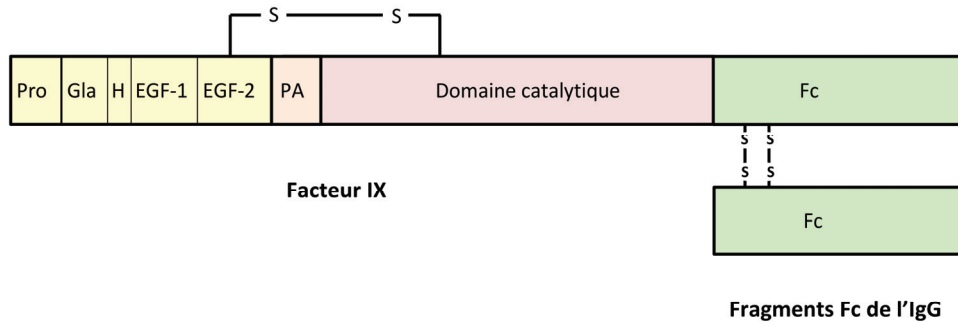 S S
Pro Gla H EGF-1 EGF-2 PA Domaine catalytique Fc
S S
S S
Facteur IX
Fc
Fragments Fc de l’IgG